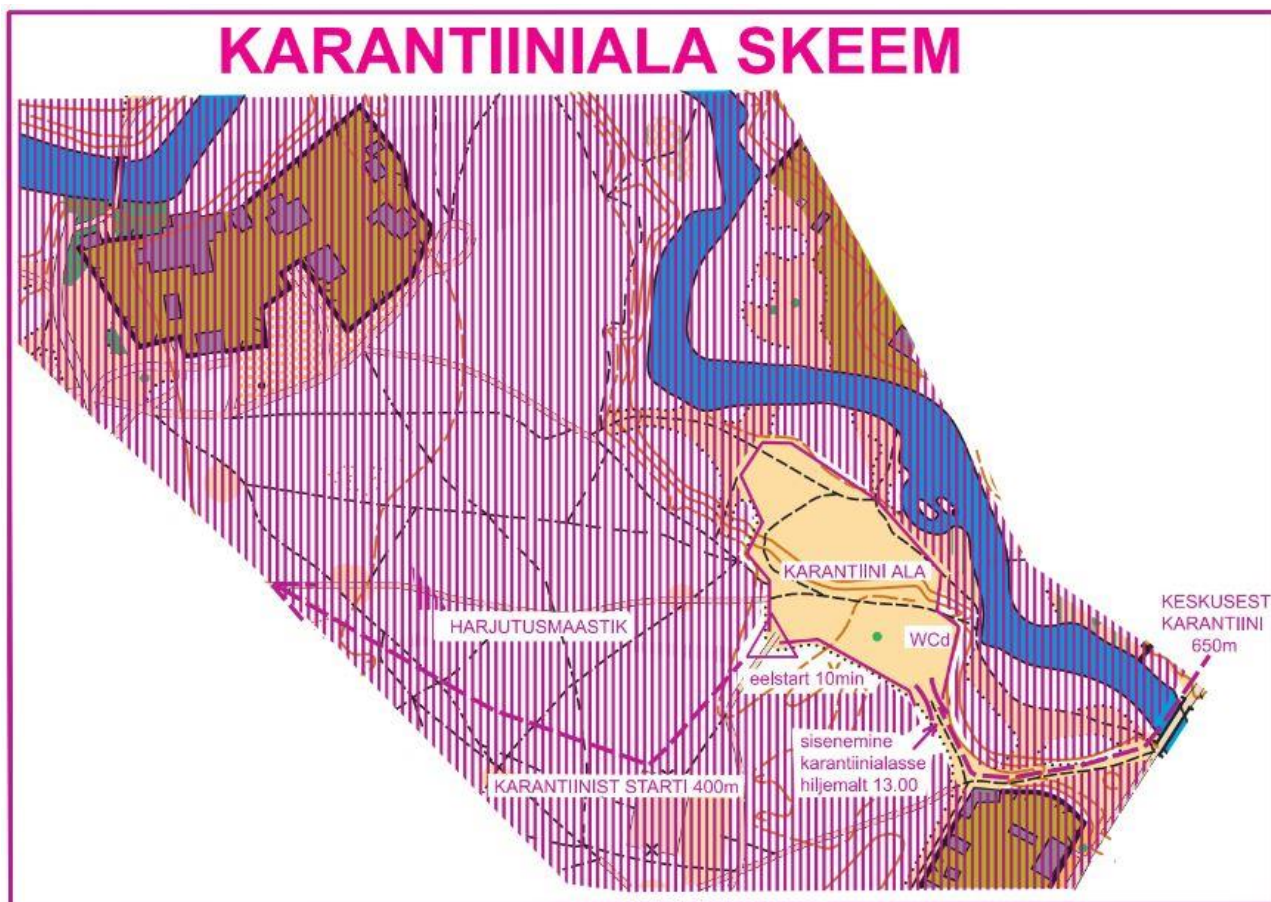 KARANTIINIALA SKEEM
KARANTIINI ALA
KESKUSEST
KARANTIINI
650m
HARJUTUSMAASTIK
WCd
eelstart 10min
sisenemine
karantiinialasse
hiljemalt 13.00
KARANTIINIST STARTI 400m